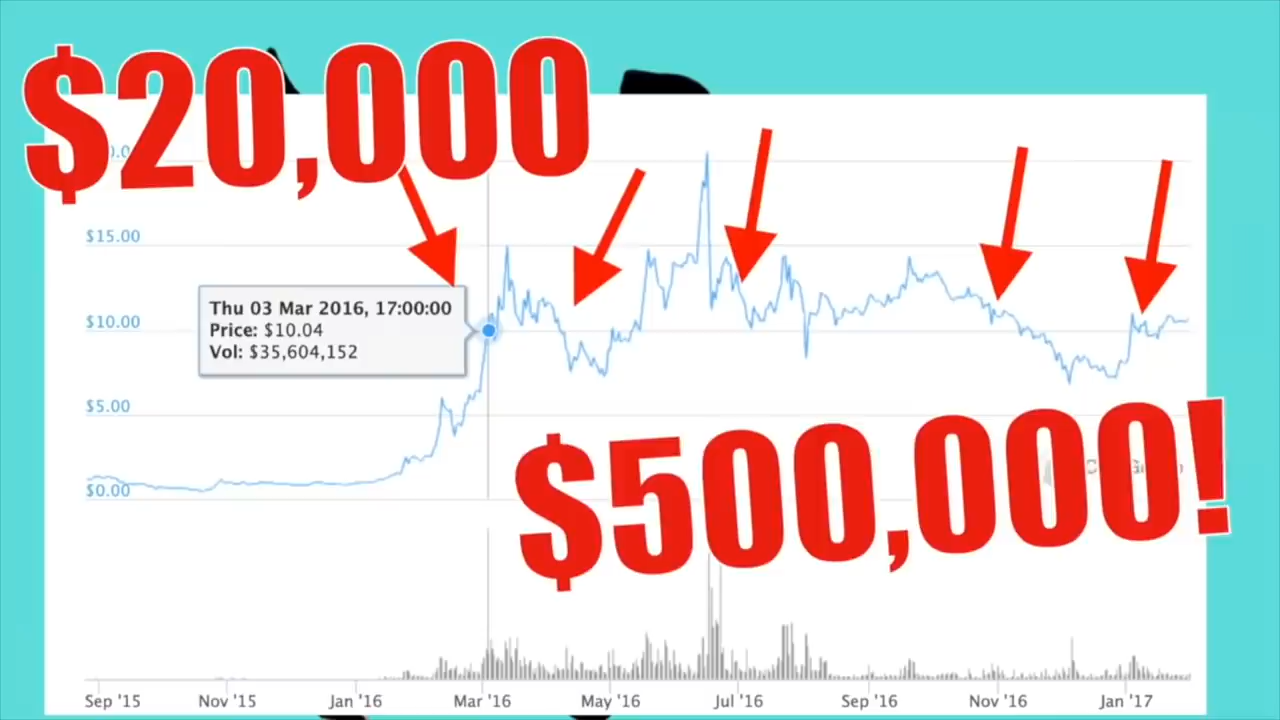 $20,000
$15.00
Thu 03 Mar 2016, 17:00:00
Price: $10.04
Vol: $35,604,152
$10.00
$5.00
$500,000!
$0.00
Sep '15 Nov '15 Jan '16 Mar '16 May '16 Jul '16 Sep '16 Nov '16 Jan '17